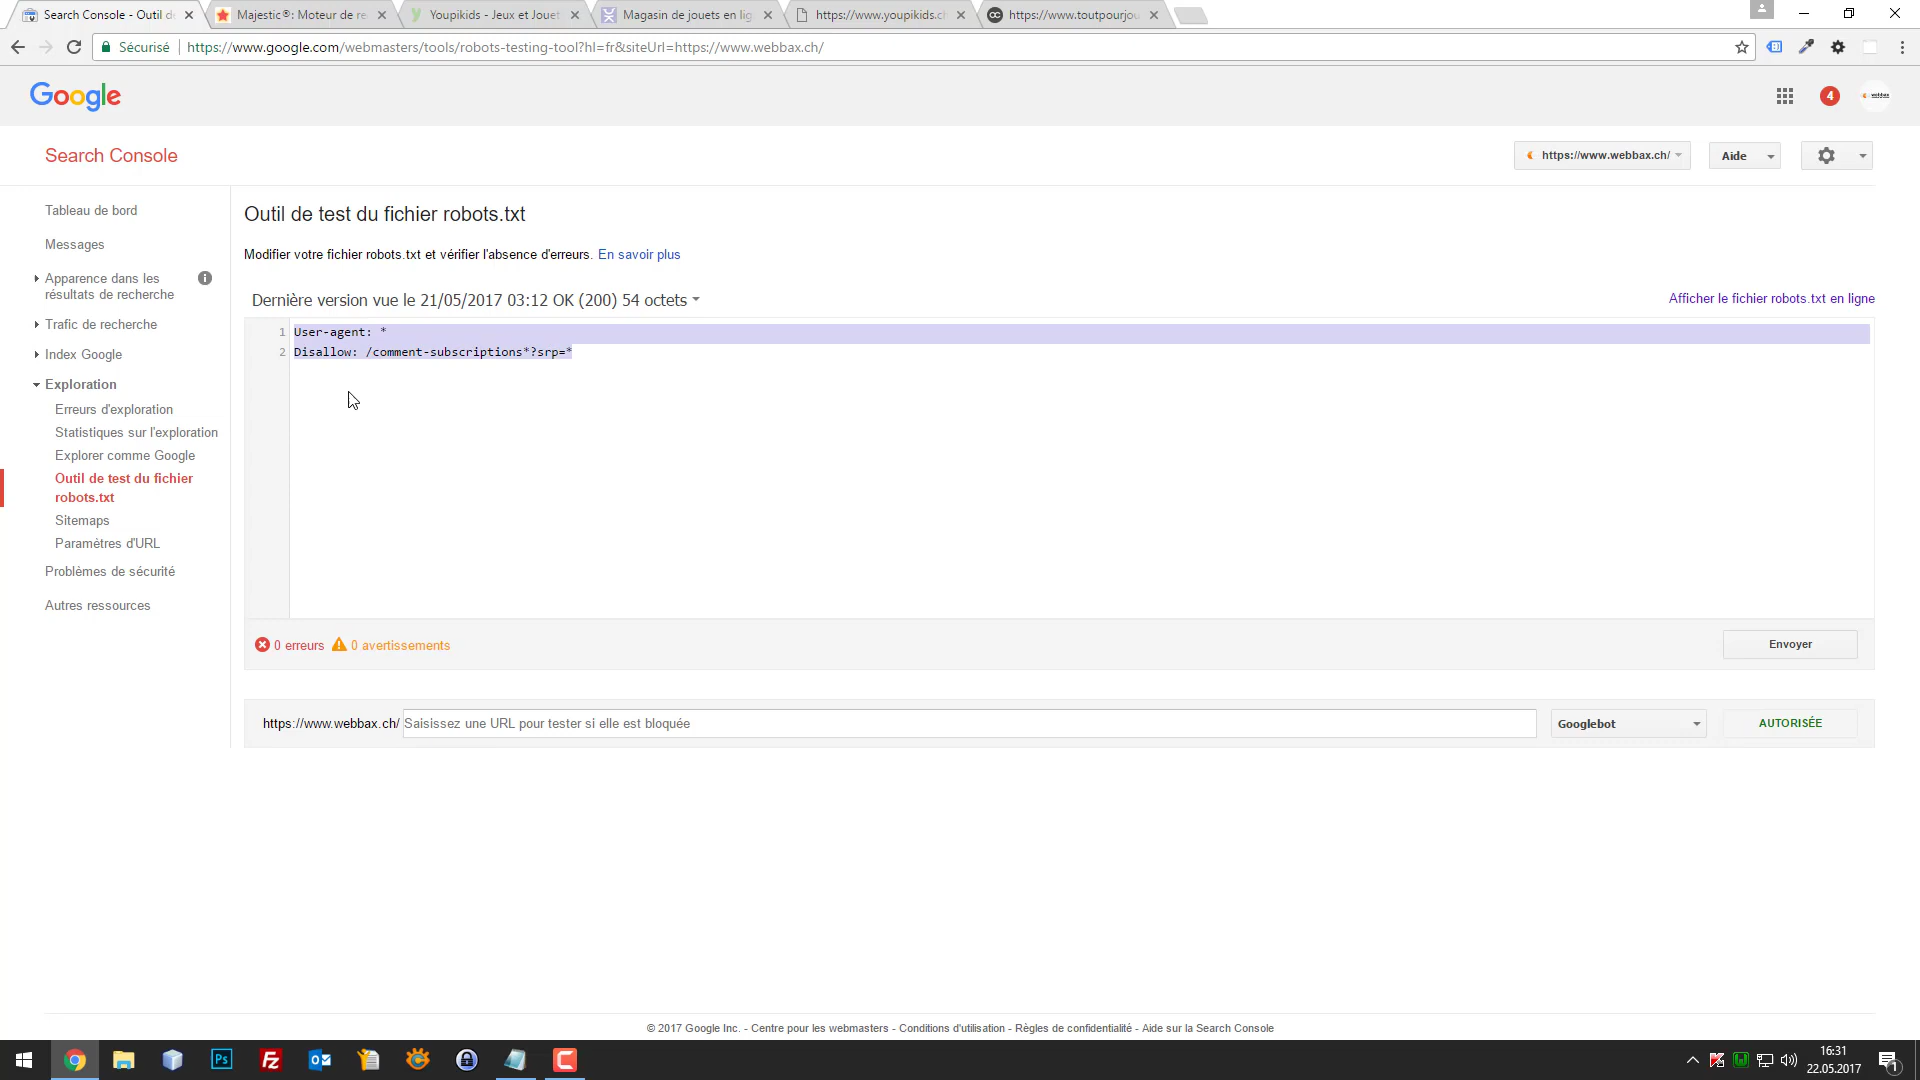 Search Console - Outil de
Majestic®: Moteur de re
Youpikids - Jeux et Jouet
Magasin de jouets en lig
https://www.youpikids.ch
https://www.toutpourjou
Sécurisé
https://www.google.com/webmasters/tools/robots-testing-tool?hl=fr&siteUrl=https://www.webbax.ch/
Google
4
webbax
Search Console
https://www.webbax.ch/
Aide
Tableau de bord
Messages
Apparence dans les
résultats de recherche
Trafic de recherche
Index Google
Exploration
Erreurs d'exploration
Statistiques sur l'exploration
Explorer comme Google
Outil de test du fichier
robots.txt
Sitemaps
Paramètres d'URL
Problèmes de sécurité
Autres ressources
Outil de test du fichier robots.txt
Modifier votre fichier robots.txt et vérifier l'absence d'erreurs. En savoir plus
Dernière version vue le 21/05/2017 03:12 OK (200) 54 octets
Afficher le fichier robots.txt en ligne
1 User-agent: *
2 Disallow: /comment-subscriptions*?srp=*
0 erreurs 0 avertissements
Envoyer
https://www.webbax.ch/ Saisissez une URL pour tester si elle est bloquée
Googlebot
AUTORISÉE
© 2017 Google Inc. - Centre pour les webmasters - Conditions d'utilisation - Règles de confidentialité - Aide sur la Search Console
Ps
Fz
16:31
22.05.2017
1